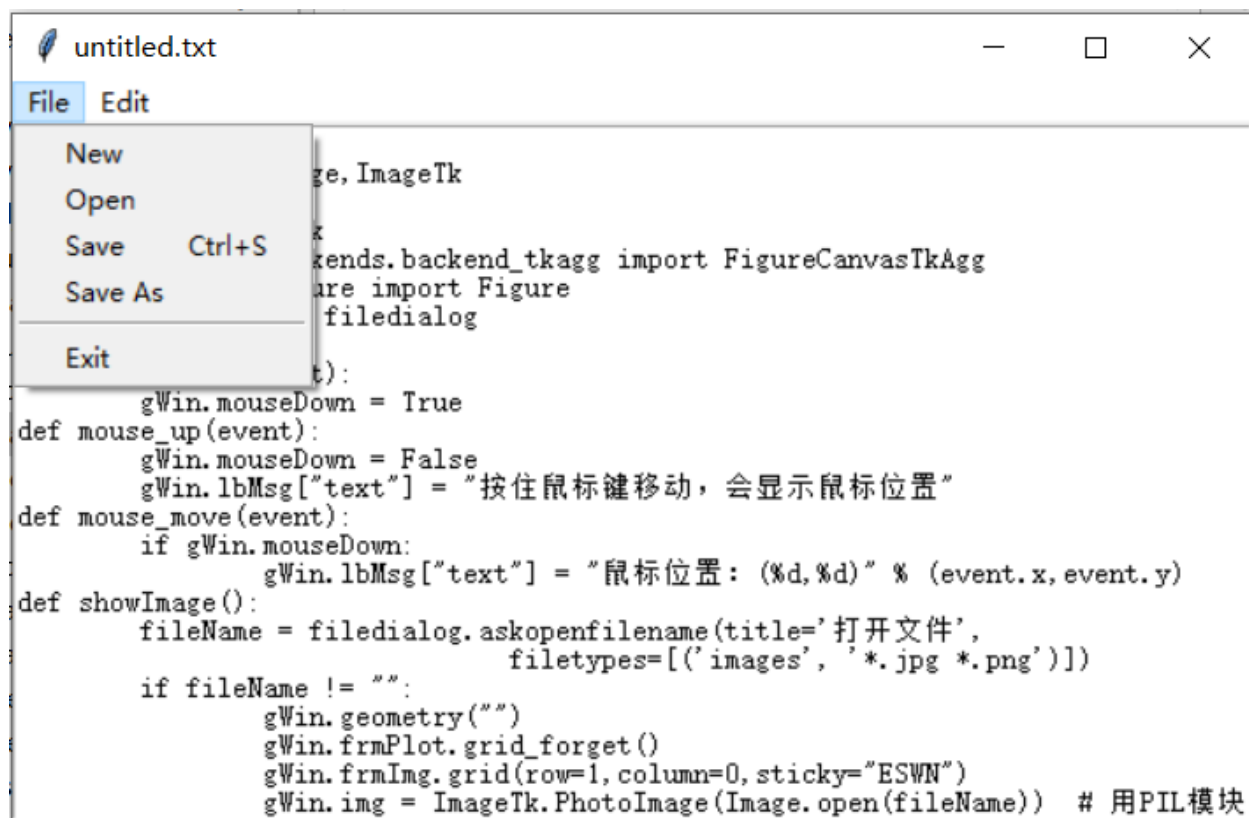 untitled.txt
File Edit
New
Open
Save Ctrl+S
Save As
Exit
ge,ImageTk
k
kends.backend_tkagg import FigureCanvasTkAgg
ure import Figure
filedialog
t):
gWin.mouseDown = True
def mouse_up(event):
gWin.mouseDown = False
gWin.lbMsg["text"] = "按住鼠标键移动，会显示鼠标位置"
def mouse_move(event):
if gWin.mouseDown:
gWin.lbMsg["text"] = "鼠标位置：(%d,%d)" % (event.x,event.y)
def showImage():
fileName = filedialog.askopenfilename(title='打开文件',
filetypes=[('images', '*.jpg *.png')])
if fileName != "":
gWin.geometry("")
gWin.frmPlot.grid_forget()
gWin.frmImg.grid(row=1,column=0,sticky="ESWN")
gWin.img = ImageTk.PhotoImage(Image.open(fileName)) # 用PIL模块